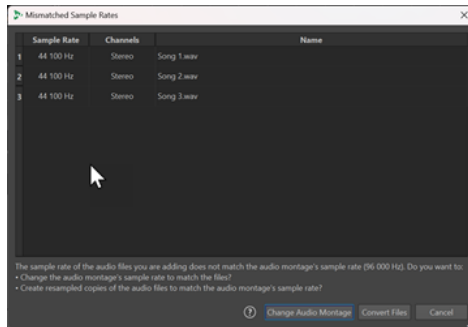 Mismatched Sample Rates
Sample Rate Channels Name
1 44 100 Hz Stereo Song 1.wav
2 44 100 Hz Stereo Song 2.wav
3 44 100 Hz Stereo Song 3.wav
The sample rate of the audio files you are adding does not match the audio montage's sample rate (96 000 Hz). Do you want to:
• Change the audio montage's sample rate to match the files?
• Create resampled copies of the audio files to match the audio montage's sample rate?
? Change Audio Montage Convert Files Cancel